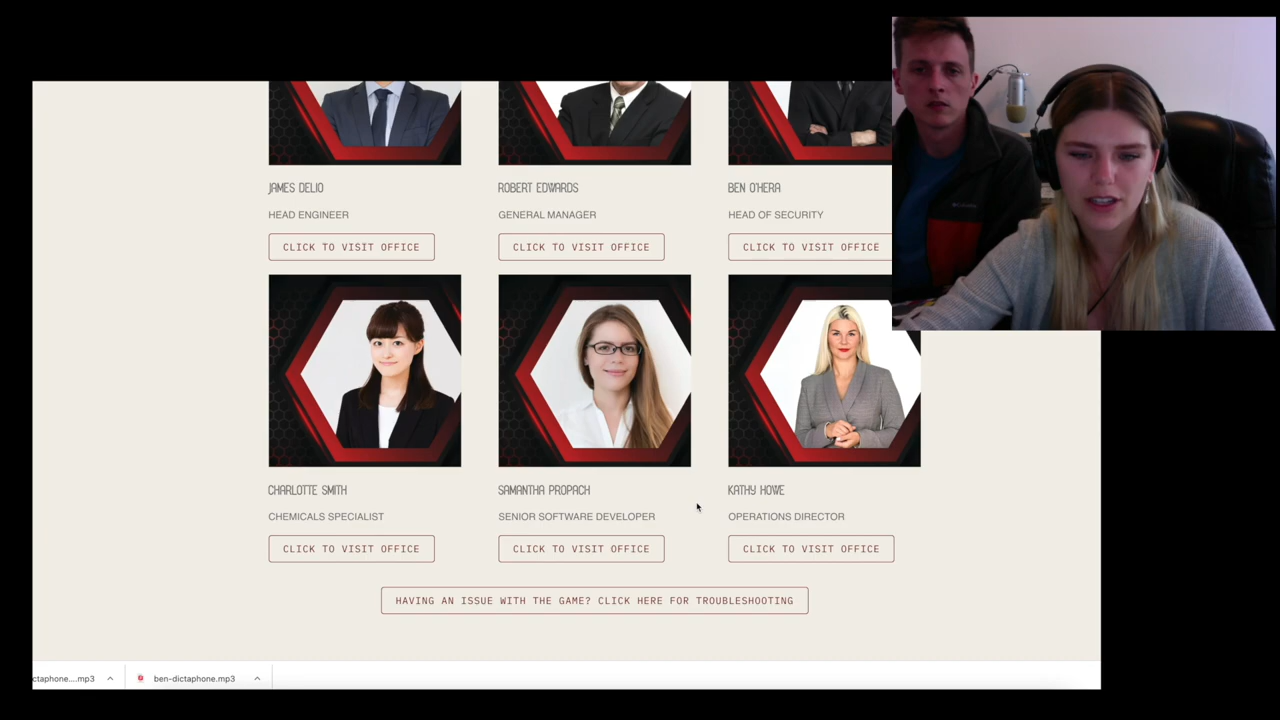 JAMES DELIO
ROBERT EDWARDS
BEN O'HERA
HEAD ENGINEER
GENERAL MANAGER
HEAD OF SECURITY
CLICK TO VISIT OFFICE
CLICK TO VISIT OFFICE
CLICK TO VISIT OFFICE
CHARLOTTE SMITH
SAMANTHA PROPACH
KATHY HOWE
CHEMICALS SPECIALIST
SENIOR SOFTWARE DEVELOPER
OPERATIONS DIRECTOR
CLICK TO VISIT OFFICE
CLICK TO VISIT OFFICE
CLICK TO VISIT OFFICE
HAVING AN ISSUE WITH THE GAME? CLICK HERE FOR TROUBLESHOOTING
ctaphone....mp3
ben-dictaphone.mp3
Columbia